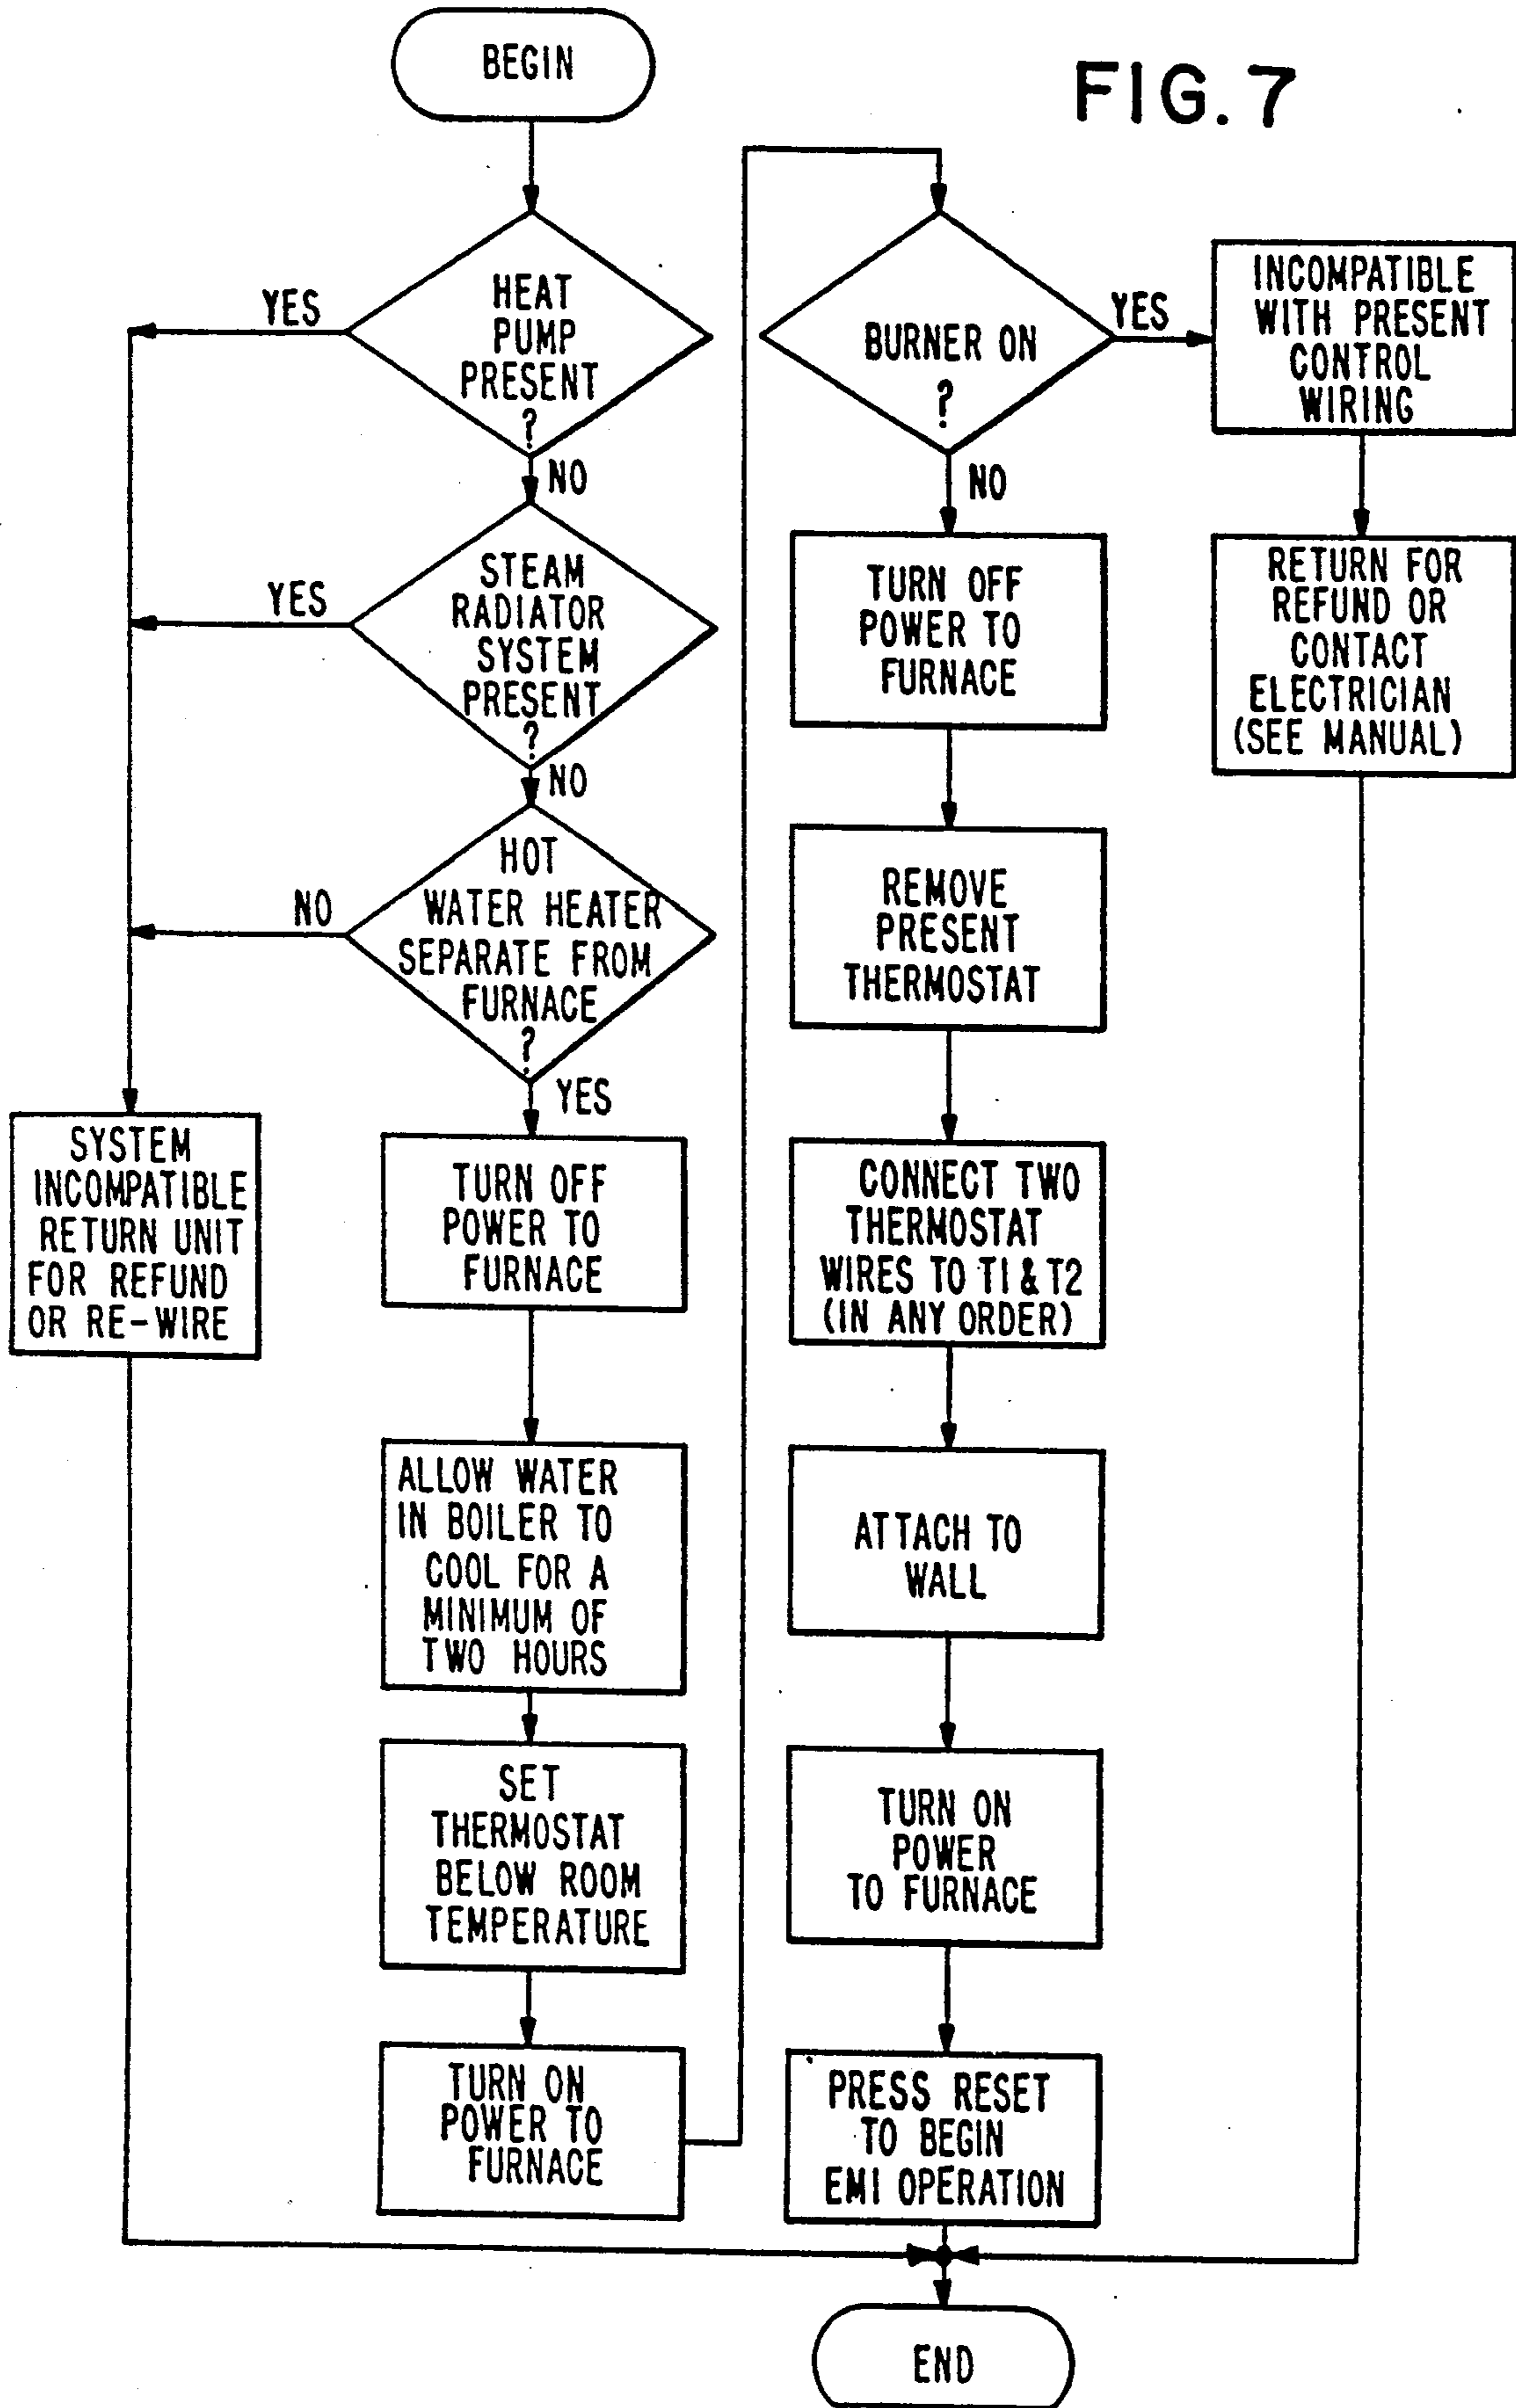 FIG. 7
BEGIN
HEAT
PUMP
PRESENT
?
YES
NO
STEAM
RADIATOR
SYSTEM
PRESENT
?
YES
NO
HOT
WATER HEATER
SEPARATE FROM
FURNACE
?
NO
YES
SYSTEM
INCOMPATIBLE
RETURN UNIT
FOR REFUND
OR RE-WIRE
TURN OFF
POWER TO
FURNACE
ALLOW WATER
IN BOILER TO
COOL FOR A
MINIMUM OF
TWO HOURS
SET
THERMOSTAT
BELOW ROOM
TEMPERATURE
TURN ON
POWER TO
FURNACE
BURNER ON
?
YES
NO
INCOMPATIBLE
WITH PRESENT
CONTROL
WIRING
RETURN FOR
REFUND OR
CONTACT
ELECTRICIAN
(SEE MANUAL)
TURN OFF
POWER TO
FURNACE
REMOVE
PRESENT
THERMOSTAT
CONNECT TWO
THERMOSTAT
WIRES TO T1 & T2
(IN ANY ORDER)
ATTACH TO
WALL
TURN ON
POWER
TO FURNACE
PRESS RESET
TO BEGIN
EMI OPERATION
END